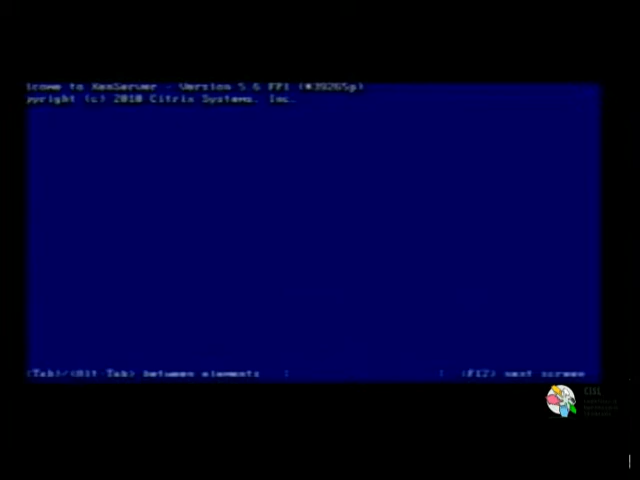 come to XenServer - Version 5.6 FP1 (#39265p)
pyright (c) 2010 Citrix Systems, Inc.
<Tab>/<Alt-Tab> between elements : : <F12> next screen